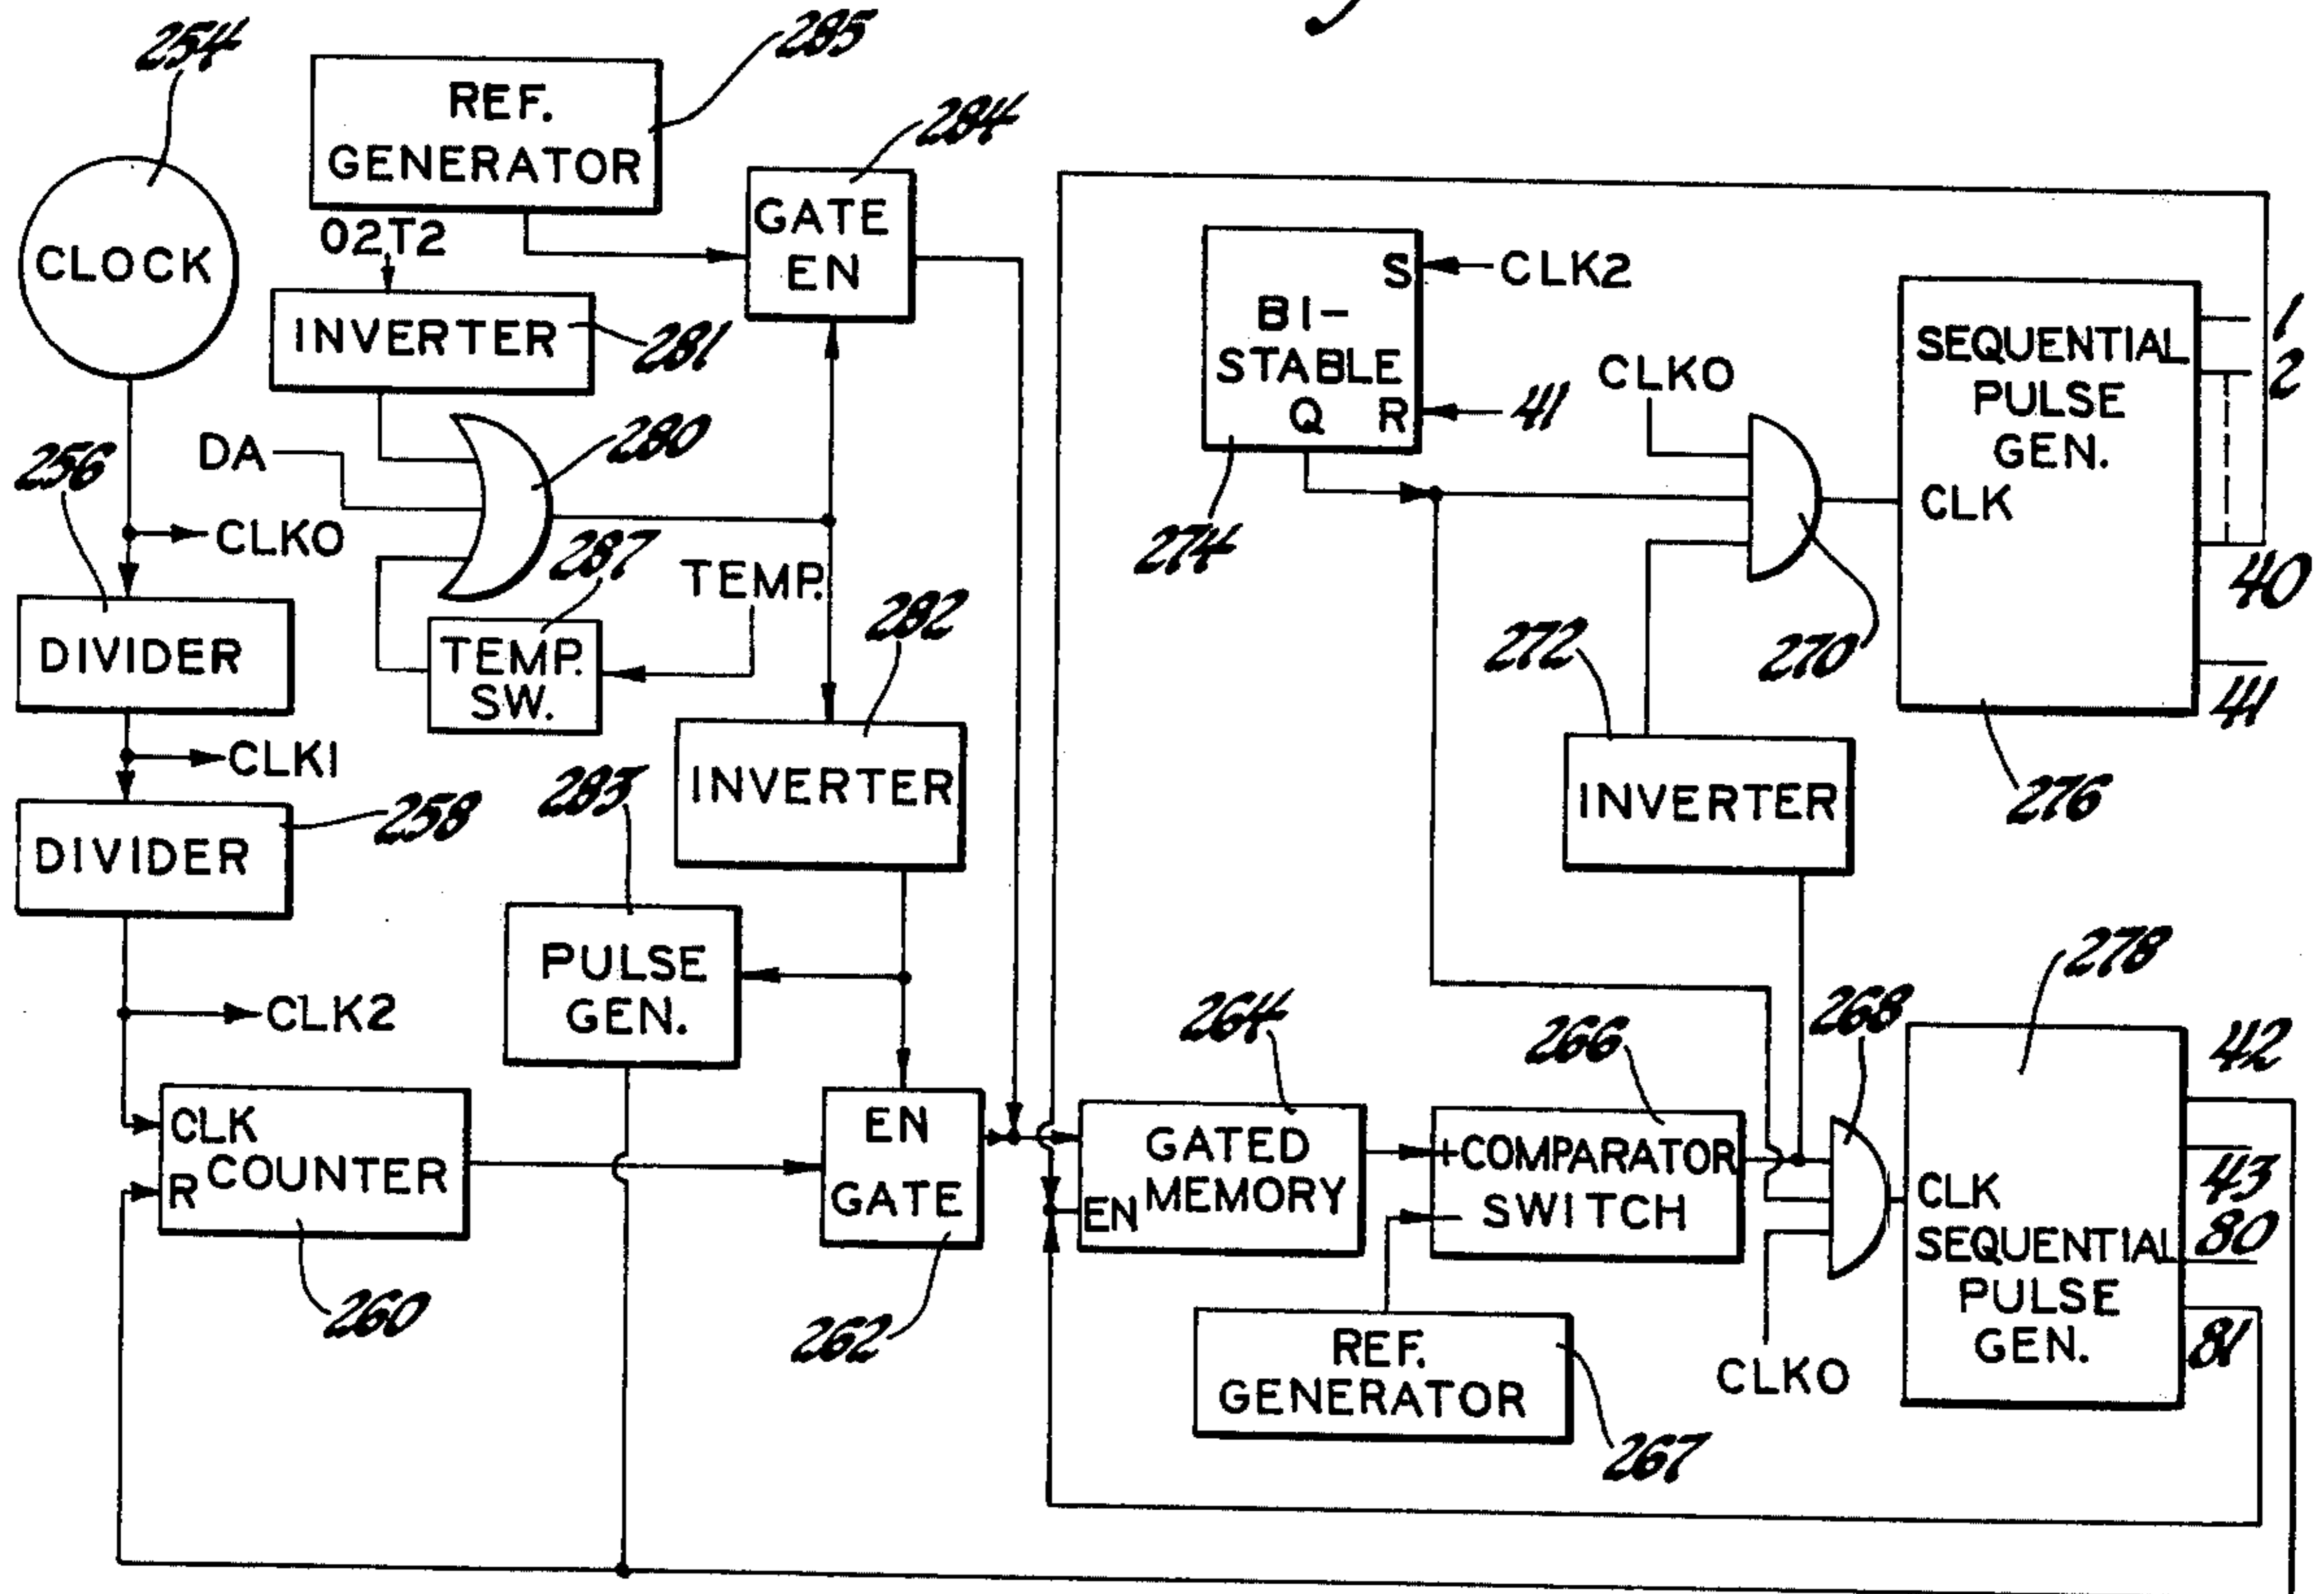 254
285
REF.
GENERATOR
284
02T2
GATE
EN
CLOCK
INVERTER
281
BI-
STABLE
S
Q
R
CLK2
41
274
CLKO
SEQUENTIAL
PULSE
GEN.
CLK
1
2
40
41
270
276
272
INVERTER
256
DA
280
CLKO
287
TEMP.
TEMP.
SW.
282
DIVIDER
CLK1
INVERTER
283
258
DIVIDER
PULSE
GEN.
CLK2
CLK
R
COUNTER
260
EN
GATE
262
264
GATED
MEMORY
EN
266
+COMPARATOR
- SWITCH
268
278
CLK
SEQUENTIAL
PULSE
GEN.
42
43
80
81
CLKO
REF.
GENERATOR
267